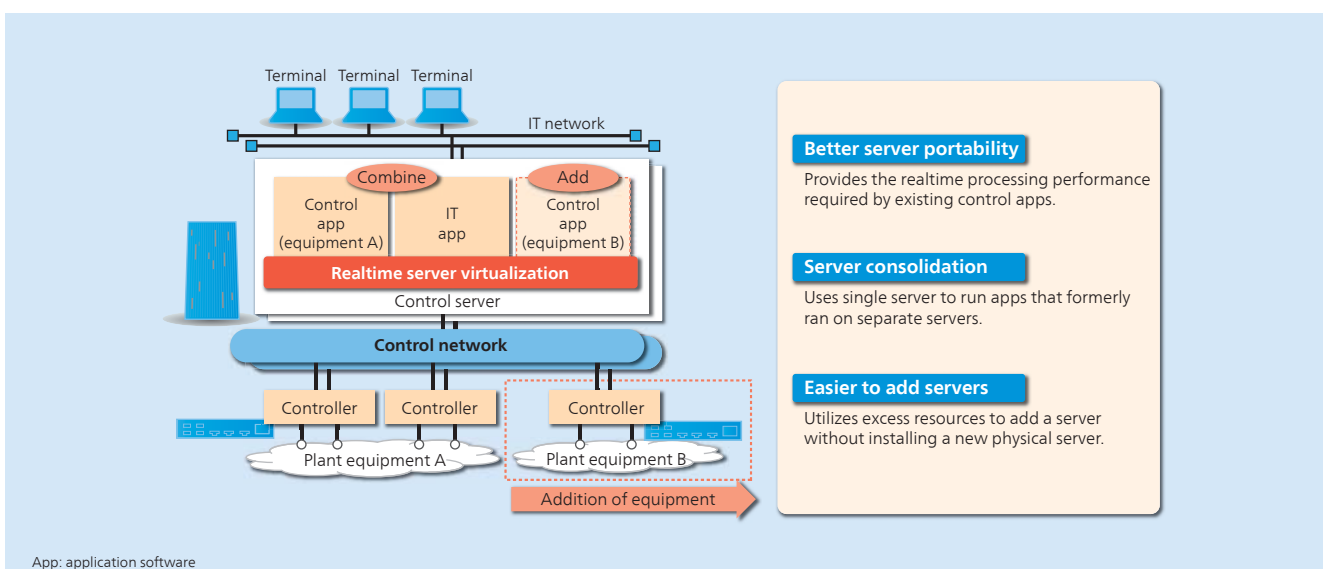 Terminal Terminal Terminal
IT network
Combine
Add
Control
app
(equipment A)
IT
app
Control
app
(equipment B)
Realtime server virtualization
Control server
Control network
Controller
Controller
Controller
Plant equipment A
Plant equipment B
Addition of equipment
Better server portability
Provides the realtime processing performance
required by existing control apps.
Server consolidation
Uses single server to run apps that formerly
ran on separate servers.
Easier to add servers
Utilizes excess resources to add a server
without installing a new physical server.
App: application software